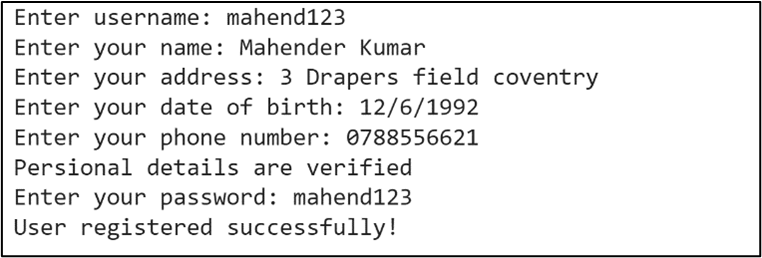 Enter username: mahend123
Enter your name: Mahender Kumar
Enter your address: 3 Drapers field coventry
Enter your date of birth: 12/6/1992
Enter your phone number: 0788556621
Persional details are verified
Enter your password: mahend123
User registered successfully!